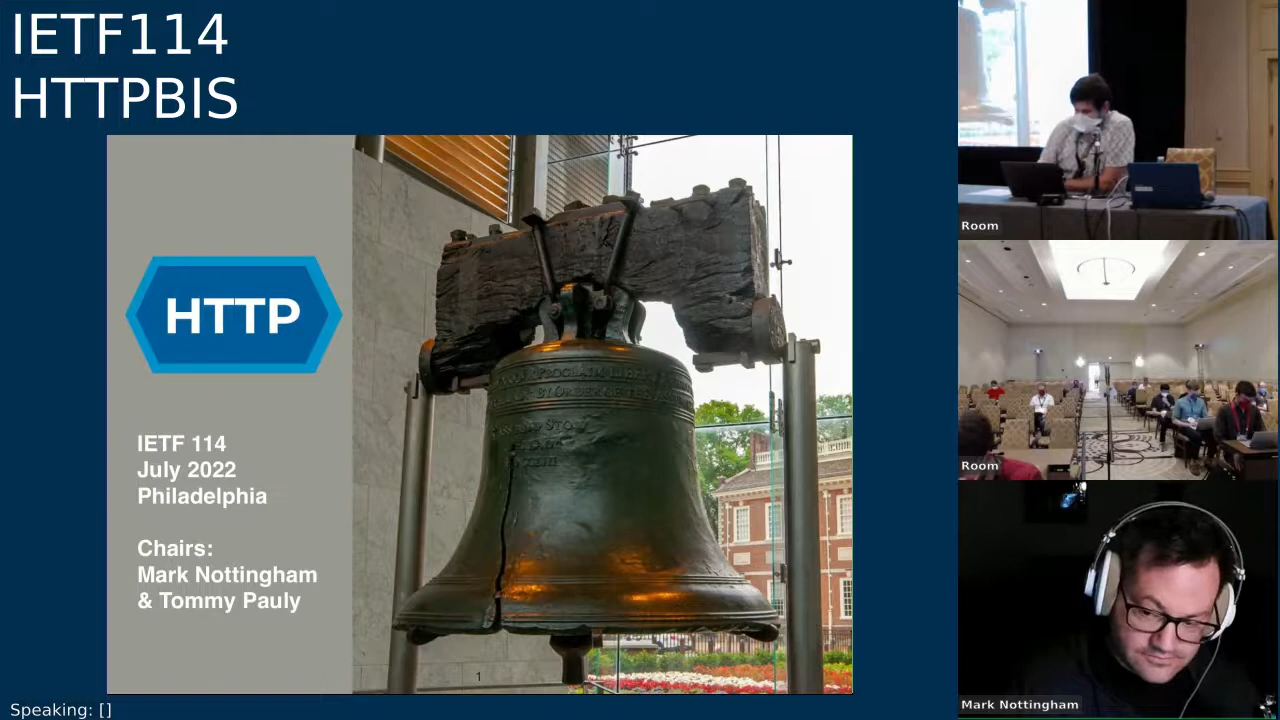 IETF114
HTTPBIS
HTTP
IETF 114
July 2022
Philadelphia
Chairs:
Mark Nottingham
& Tommy Pauly
1
Speaking: []
Room
Room
Mark Nottingham